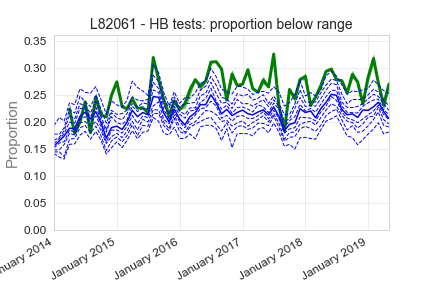 L82061 - HB tests: proportion below range
0.35
0.30
0.25
0.20
0.15
0.10
0.05
0.00
Proportion
nuary 2014
January 2015
January 2016
January 2017
January 2018
January 2019